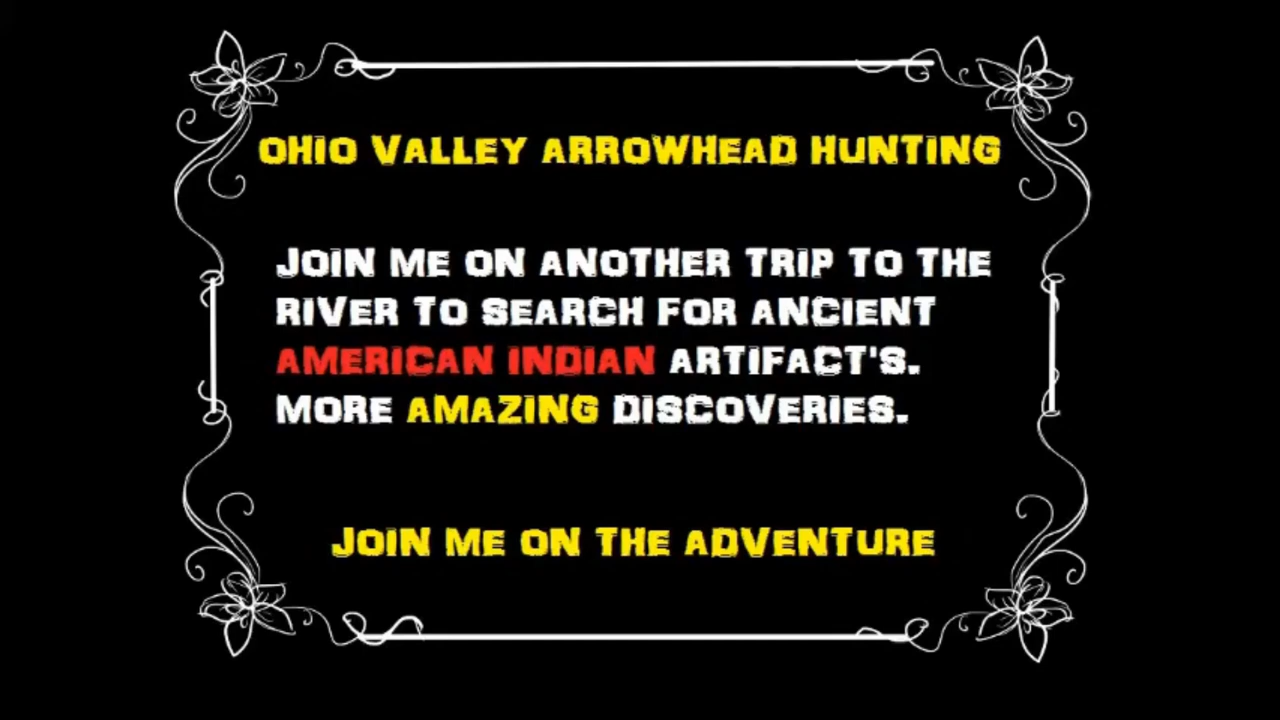 OHIO VALLEY ARROWHEAD HUNTING
JOIN ME ON ANOTHER TRIP TO THE
RIVER TO SEARCH FOR ANCIENT
AMERICAN INDIAN ARTIFACT'S.
MORE AMAZING DISCOVERIES.
JOIN ME ON THE ADVENTURE